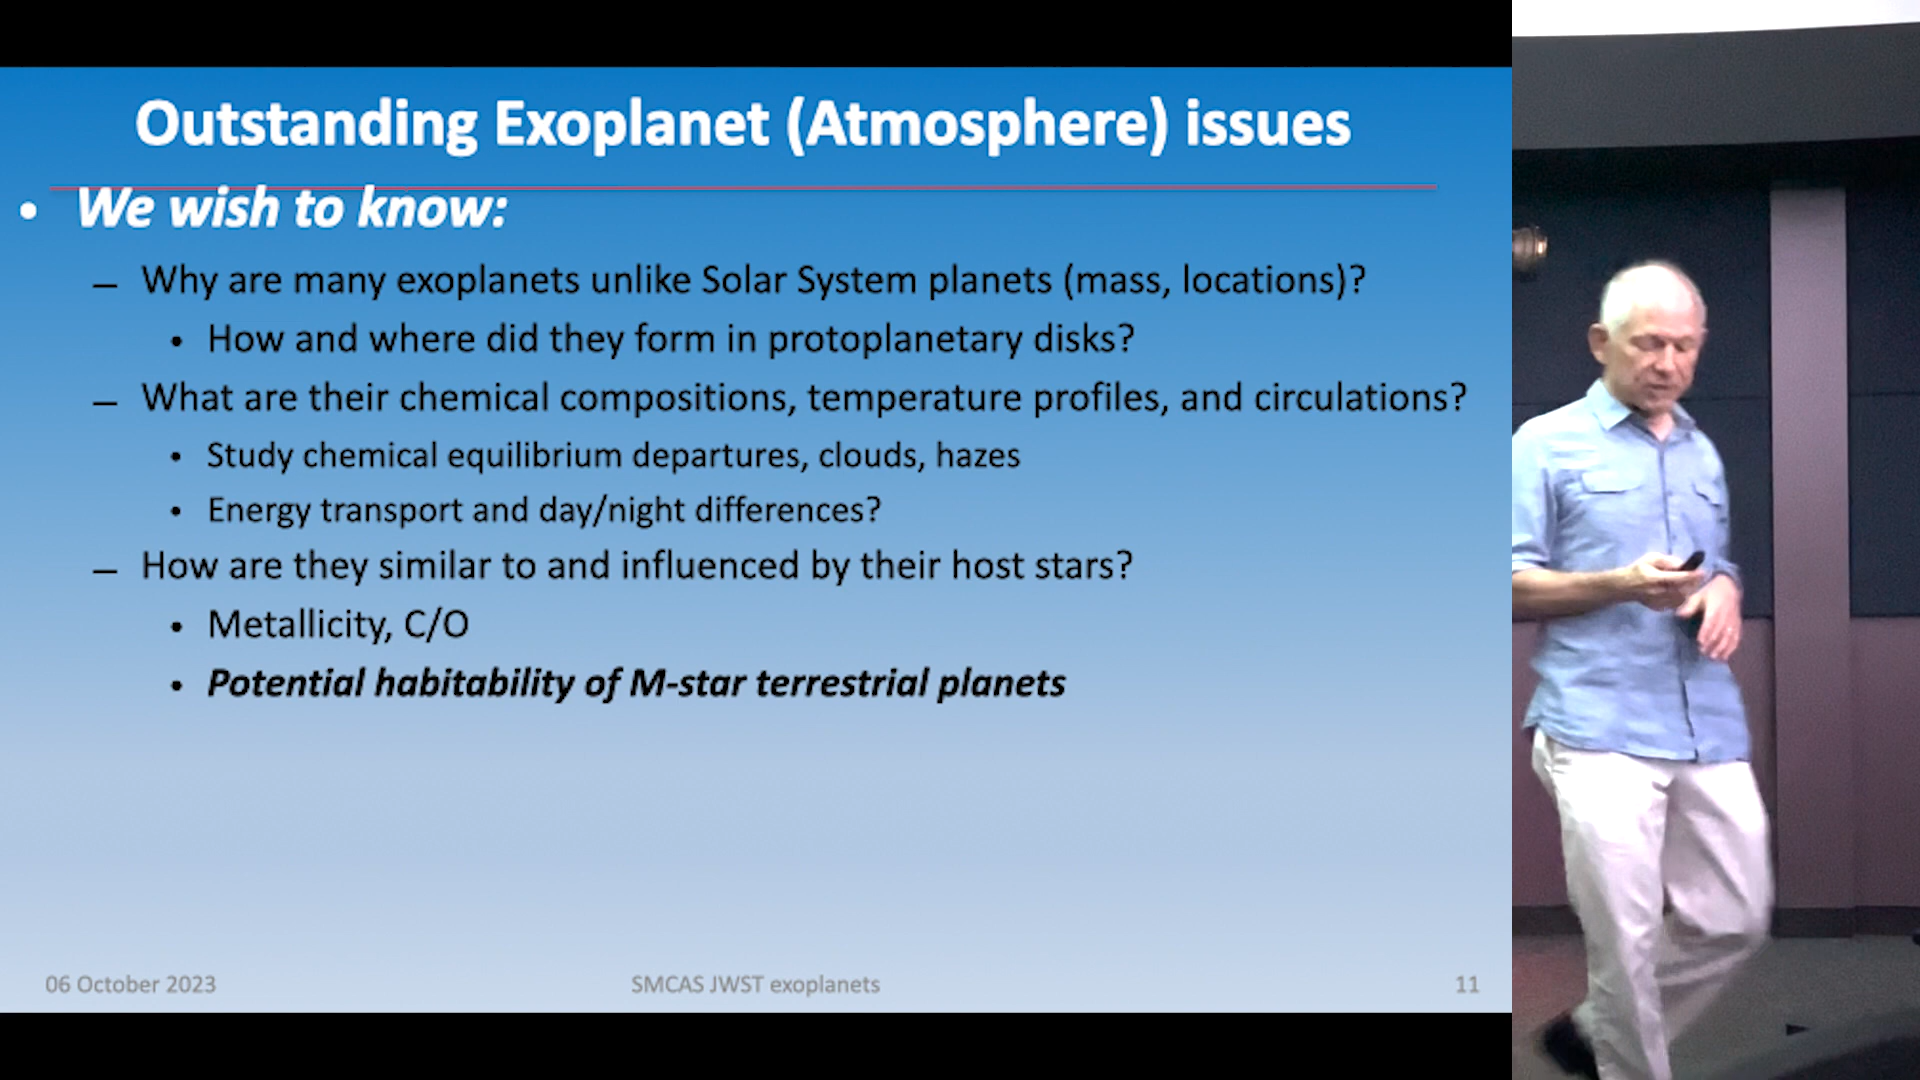 Outstanding Exoplanet (Atmosphere) issues
• We wish to know:
– Why are many exoplanets unlike Solar System planets (mass, locations)?
• How and where did they form in protoplanetary disks?
– What are their chemical compositions, temperature profiles, and circulations?
• Study chemical equilibrium departures, clouds, hazes
• Energy transport and day/night differences?
– How are they similar to and influenced by their host stars?
• Metallicity, C/O
• Potential habitability of M-star terrestrial planets
06 October 2023
SMCAS JWST exoplanets
11